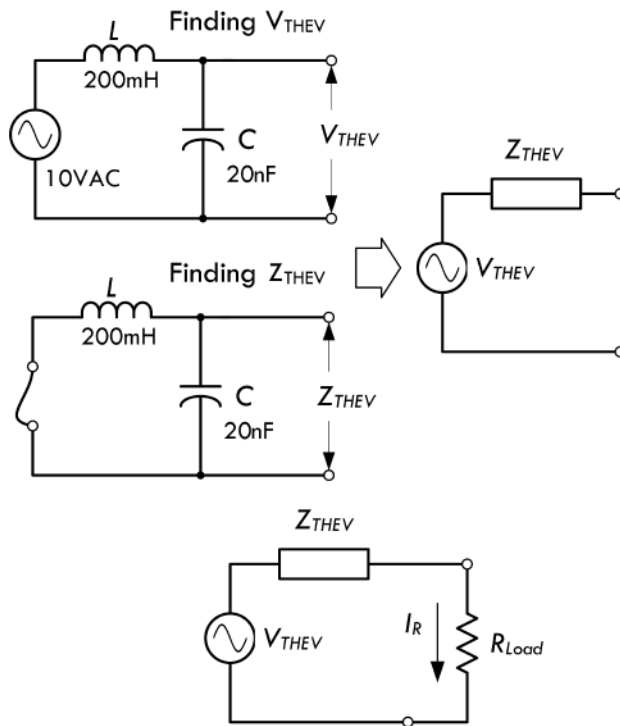 Finding VTHEV
L
200mH
10VAC
C
20nF
VTHEV
Finding ZTHEV
L
200mH
C
20nF
ZTHEV
ZTHEV
VTHEV
ZTHEV
VTHEV
IR
RLoad